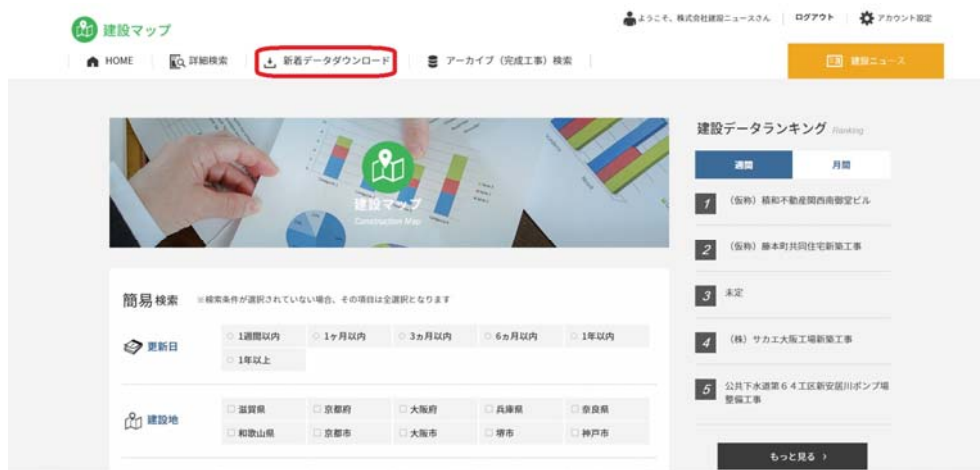 建設マップ
ようこそ、株式会社建設ニュースさん
ログアウト
アカウント設定
HOME
詳細検索
新着データダウンロード
アーカイブ（完成工事）検索
建設ニュース
建設マップ
Construction Map
建設データランキング Ranking
週間
月間
1 （仮称）積和不動産関西南御堂ビル
2 （仮称）藤本町共同住宅新築工事
3 未定
4 （株）サカエ大阪工場新築工事
5 公共下水道第６４工区新安居川ポンプ場
整備工事
もっと見る
簡易検索 ※検索条件が選択されていない場合、その項目は全選択となります
更新日
1週間以内 1ヶ月以内 3ヵ月以内 6ヵ月以内 1年以内
1年以上
建設地
滋賀県 京都府 大阪府 兵庫県 奈良県
和歌山県 京都市 大阪市 堺市 神戸市